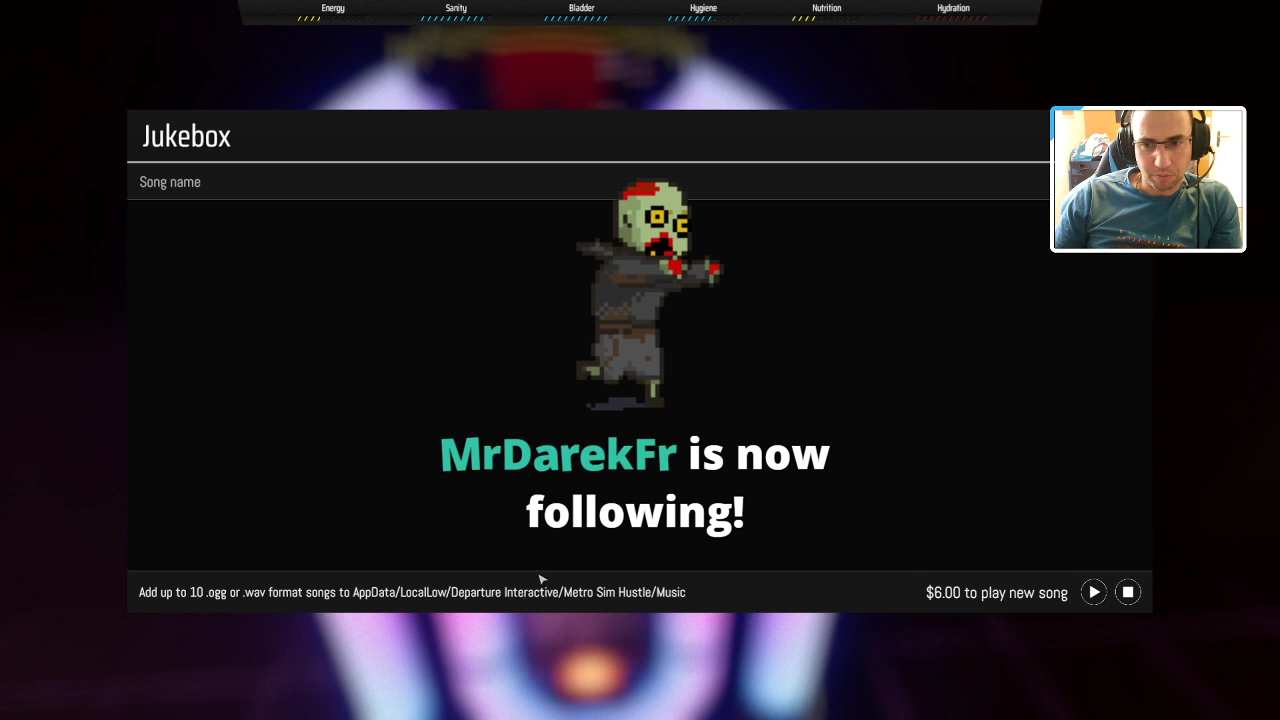 Energy Sanity Bladder Hygiene Nutrition Hydration
Jukebox
Song name
MrDarekFr is now
following!
Add up to 10 .ogg or .wav format songs to AppData/LocalLow/Departure Interactive/Metro Sim Hustle/Music
$6.00 to play new song